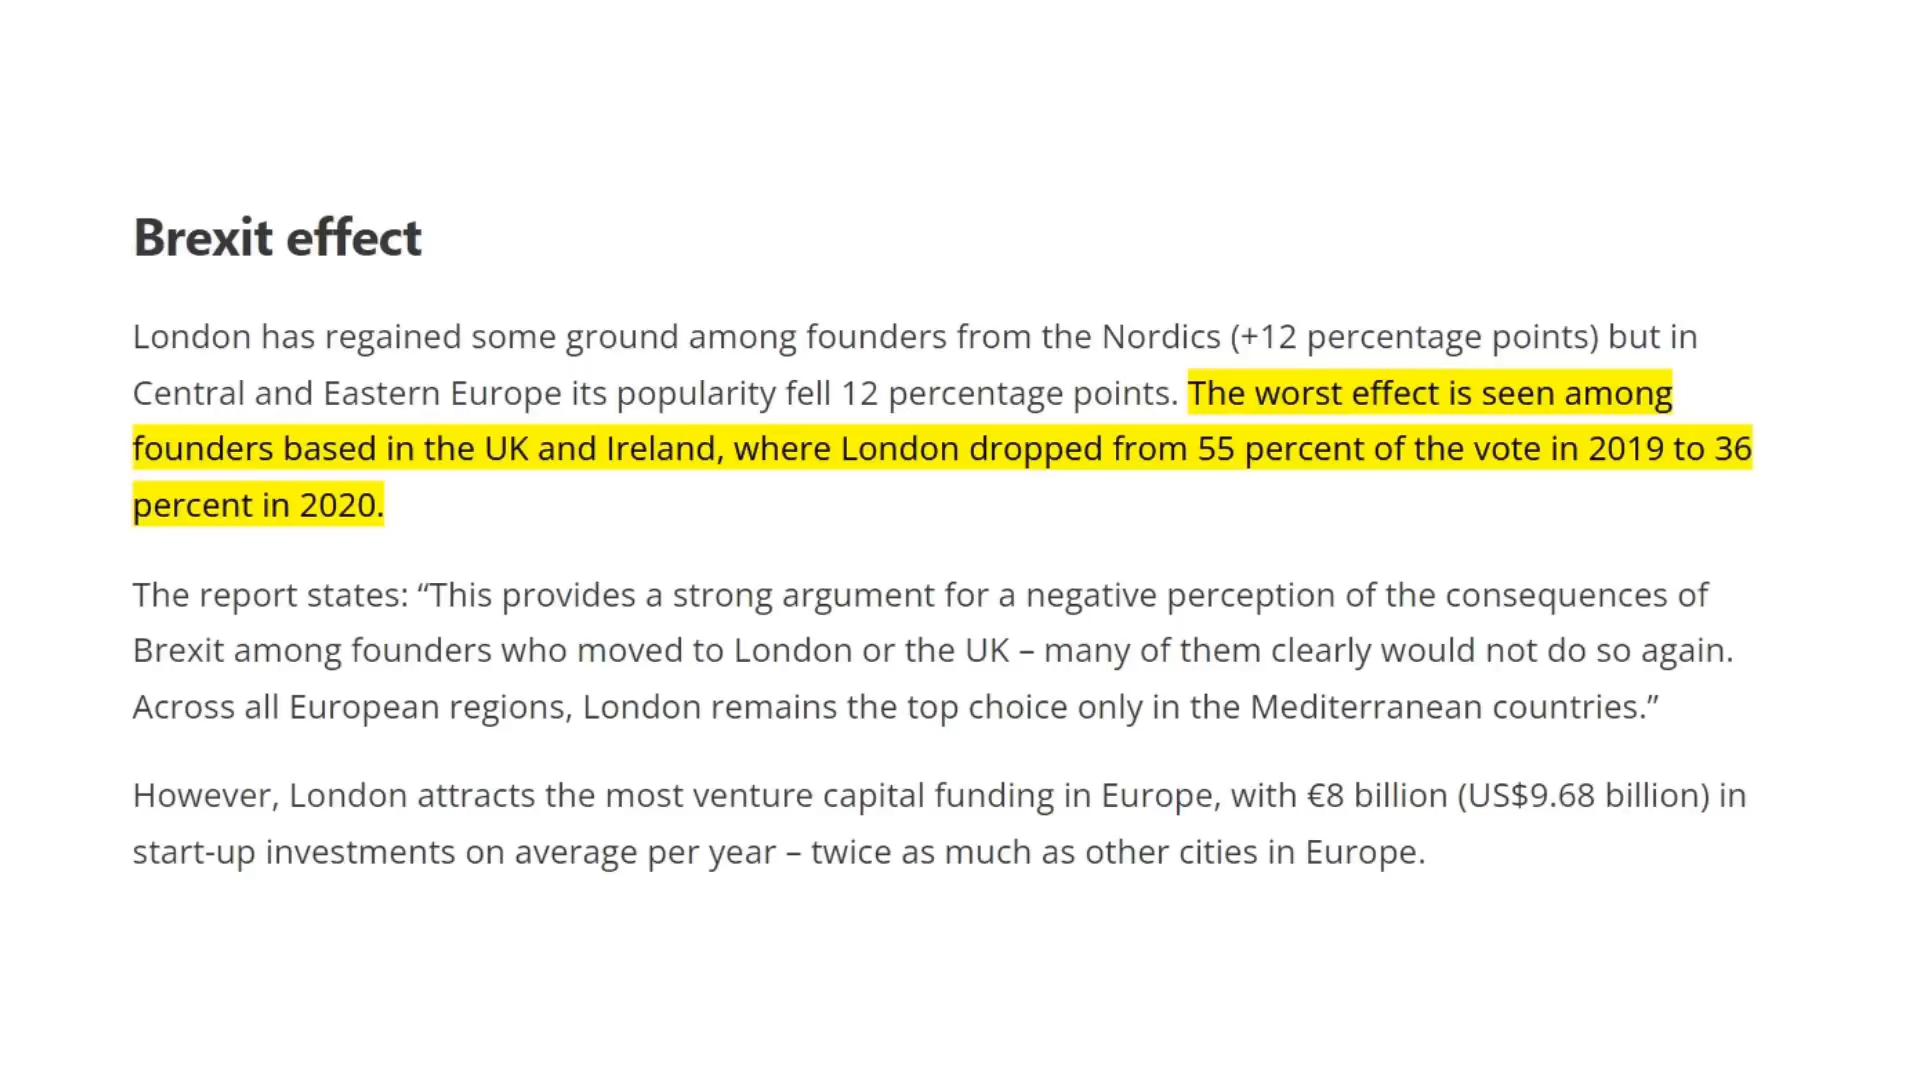 Brexit effect
London has regained some ground among founders from the Nordics (+12 percentage points) but in
Central and Eastern Europe its popularity fell 12 percentage points. The worst effect is seen among
founders based in the UK and Ireland, where London dropped from 55 percent of the vote in 2019 to 36
percent in 2020.
The report states: “This provides a strong argument for a negative perception of the consequences of
Brexit among founders who moved to London or the UK – many of them clearly would not do so again.
Across all European regions, London remains the top choice only in the Mediterranean countries.”
However, London attracts the most venture capital funding in Europe, with €8 billion (US$9.68 billion) in
start-up investments on average per year – twice as much as other cities in Europe.